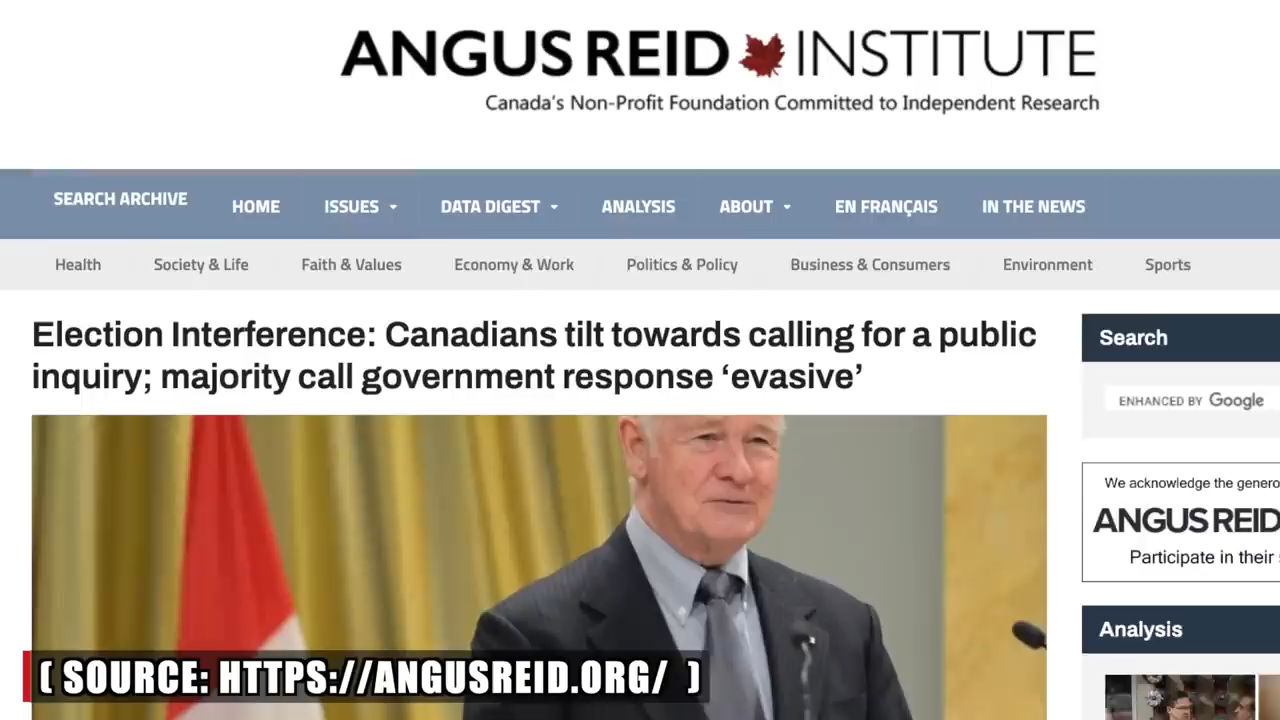 ANGUS REID INSTITUTE
Canada's Non-Profit Foundation Committed to Independent Research
SEARCH ARCHIVE HOME ISSUES DATA DIGEST ANALYSIS ABOUT EN FRANÇAIS IN THE NEWS
Health Society & Life Faith & Values Economy & Work Politics & Policy Business & Consumers Environment Sports
Election Interference: Canadians tilt towards calling for a public
inquiry; majority call government response ‘evasive’
Search
ENHANCED BY Google
We acknowledge the genero
ANGUS REID
Participate in their
Analysis
( SOURCE: HTTPS://ANGUSREID.ORG/ )